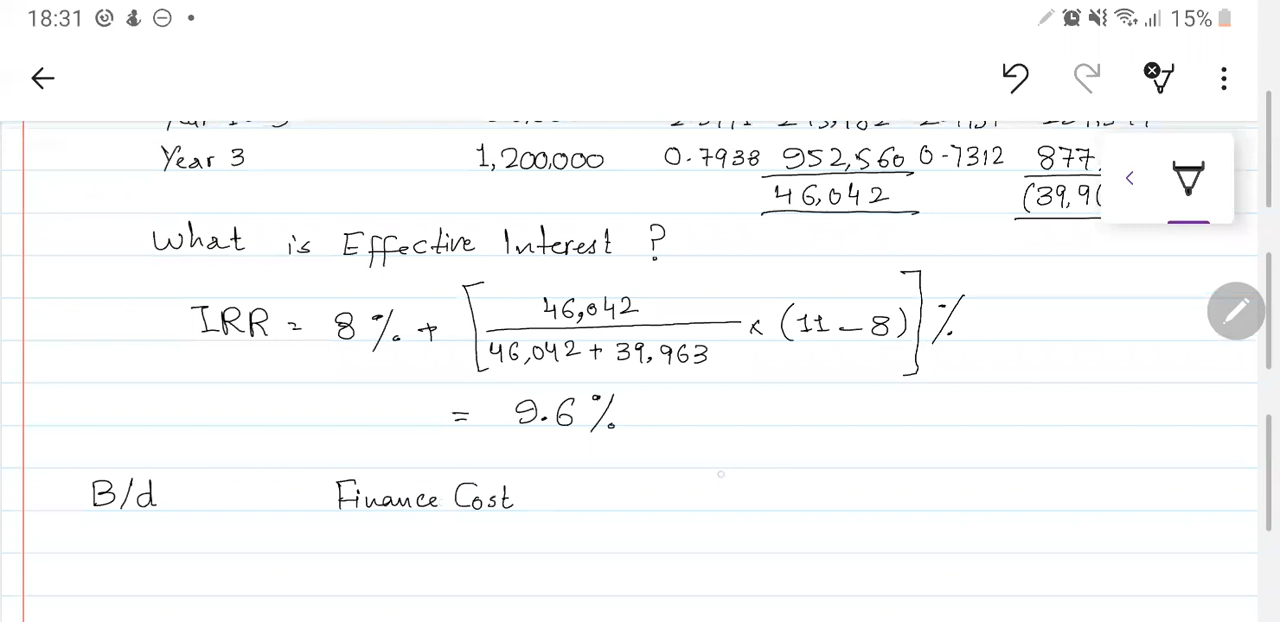 18:31 15%
Year 3 1,200,000 0.7938 952,560 0.7312 877,
46,042 (39,96
What is Effective Interest ?
IRR = 8 % + [ 46,042 / 46,042 + 39,963 x (11 - 8) ] %
= 9.6 %
B/d Finance Cost